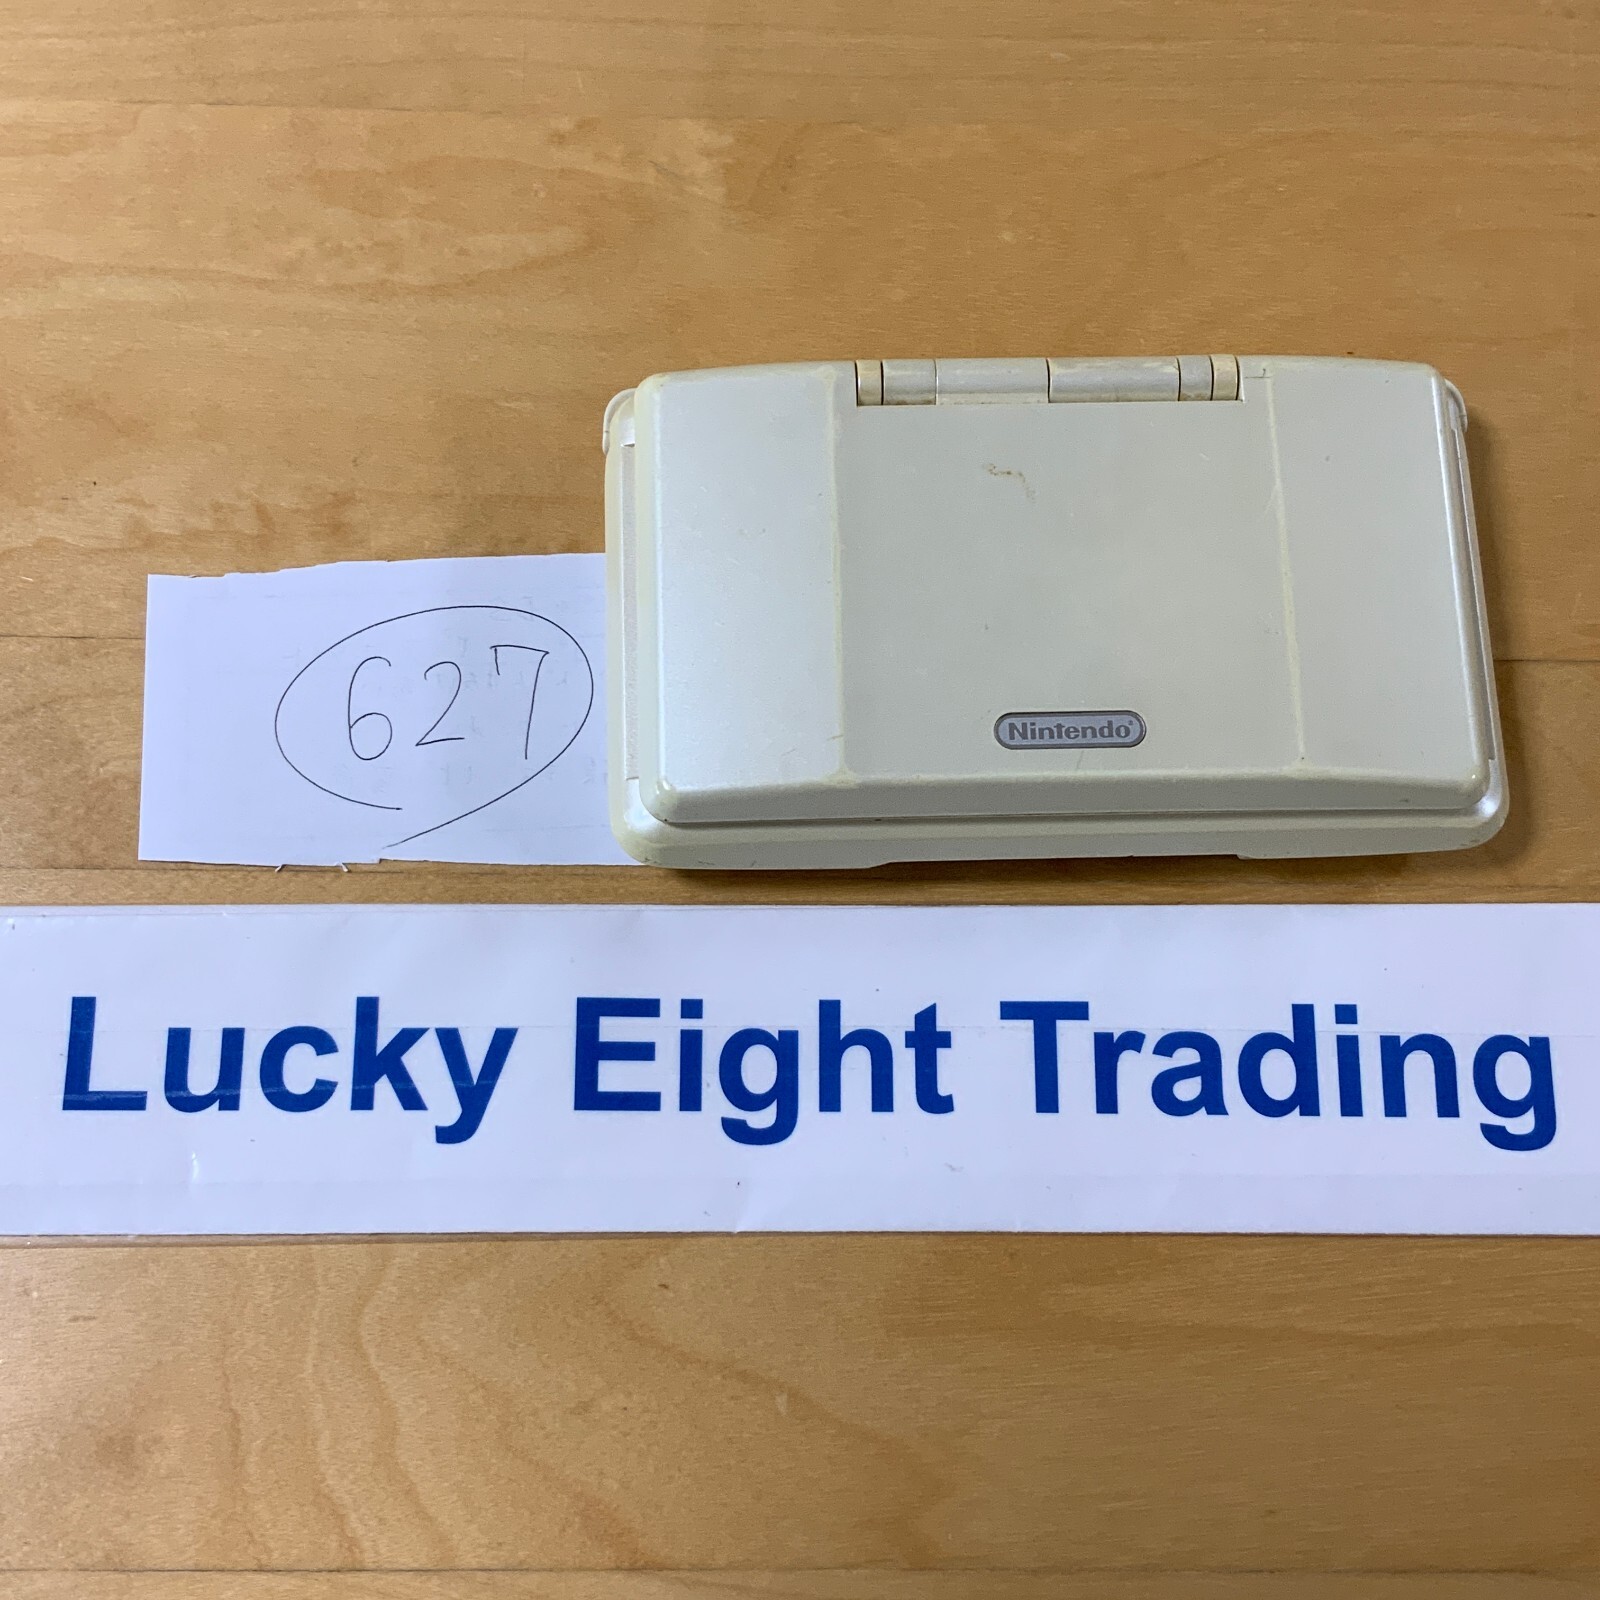 627
Nintendo®
Lucky Eight Trading